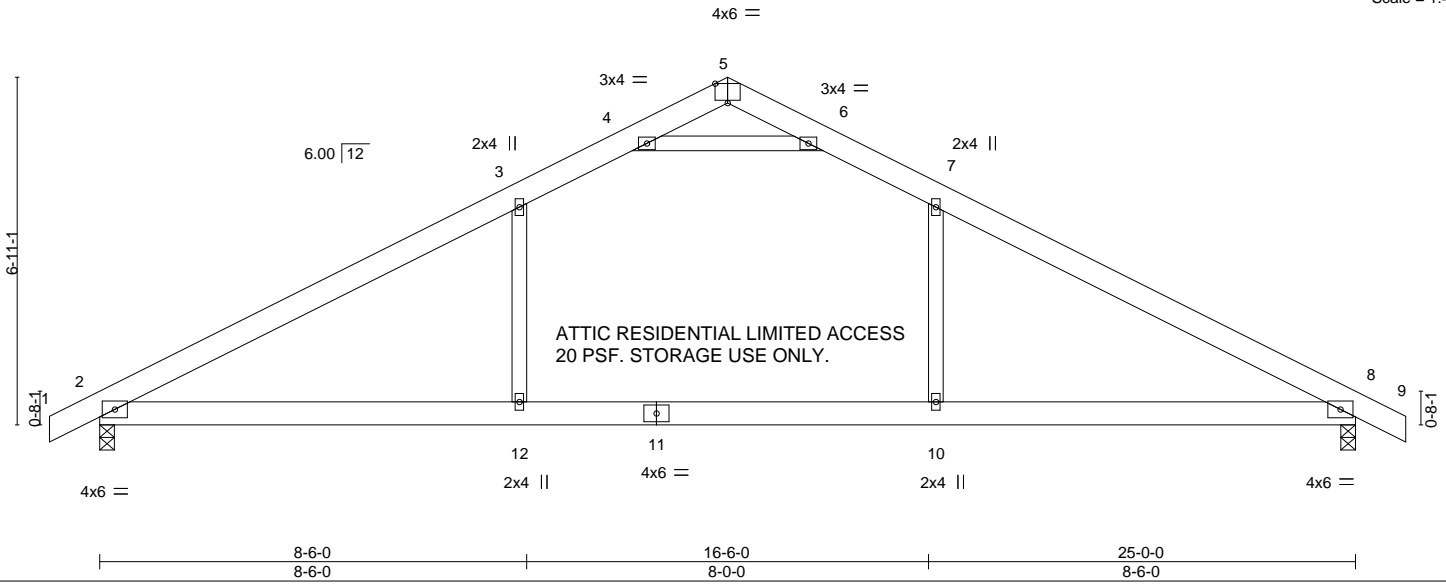 4x6 =
5
3x4 =
3x4 =
4
6
6.00 12
2x4 ||
2x4 ||
3
7
6-11-1
ATTIC RESIDENTIAL LIMITED ACCESS
20 PSF. STORAGE USE ONLY.
2
8
1
9
0-8-1
0-8-1
12
11
10
4x6 =
2x4 ||
4x6 =
2x4 ||
4x6 =
8-6-0
16-6-0
25-0-0
8-6-0
8-0-0
8-6-0